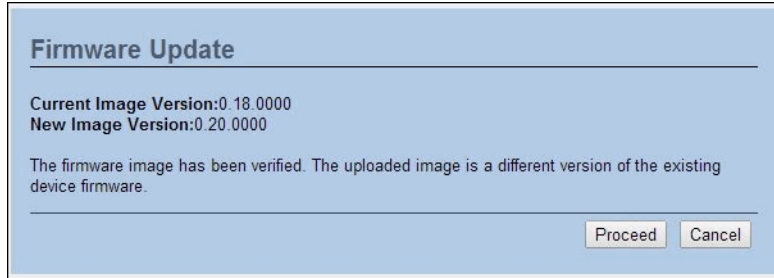 Firmware Update
Current Image Version:0.18.0000
New Image Version:0.20.0000
The firmware image has been verified. The uploaded image is a different version of the existing
device firmware.
Proceed Cancel